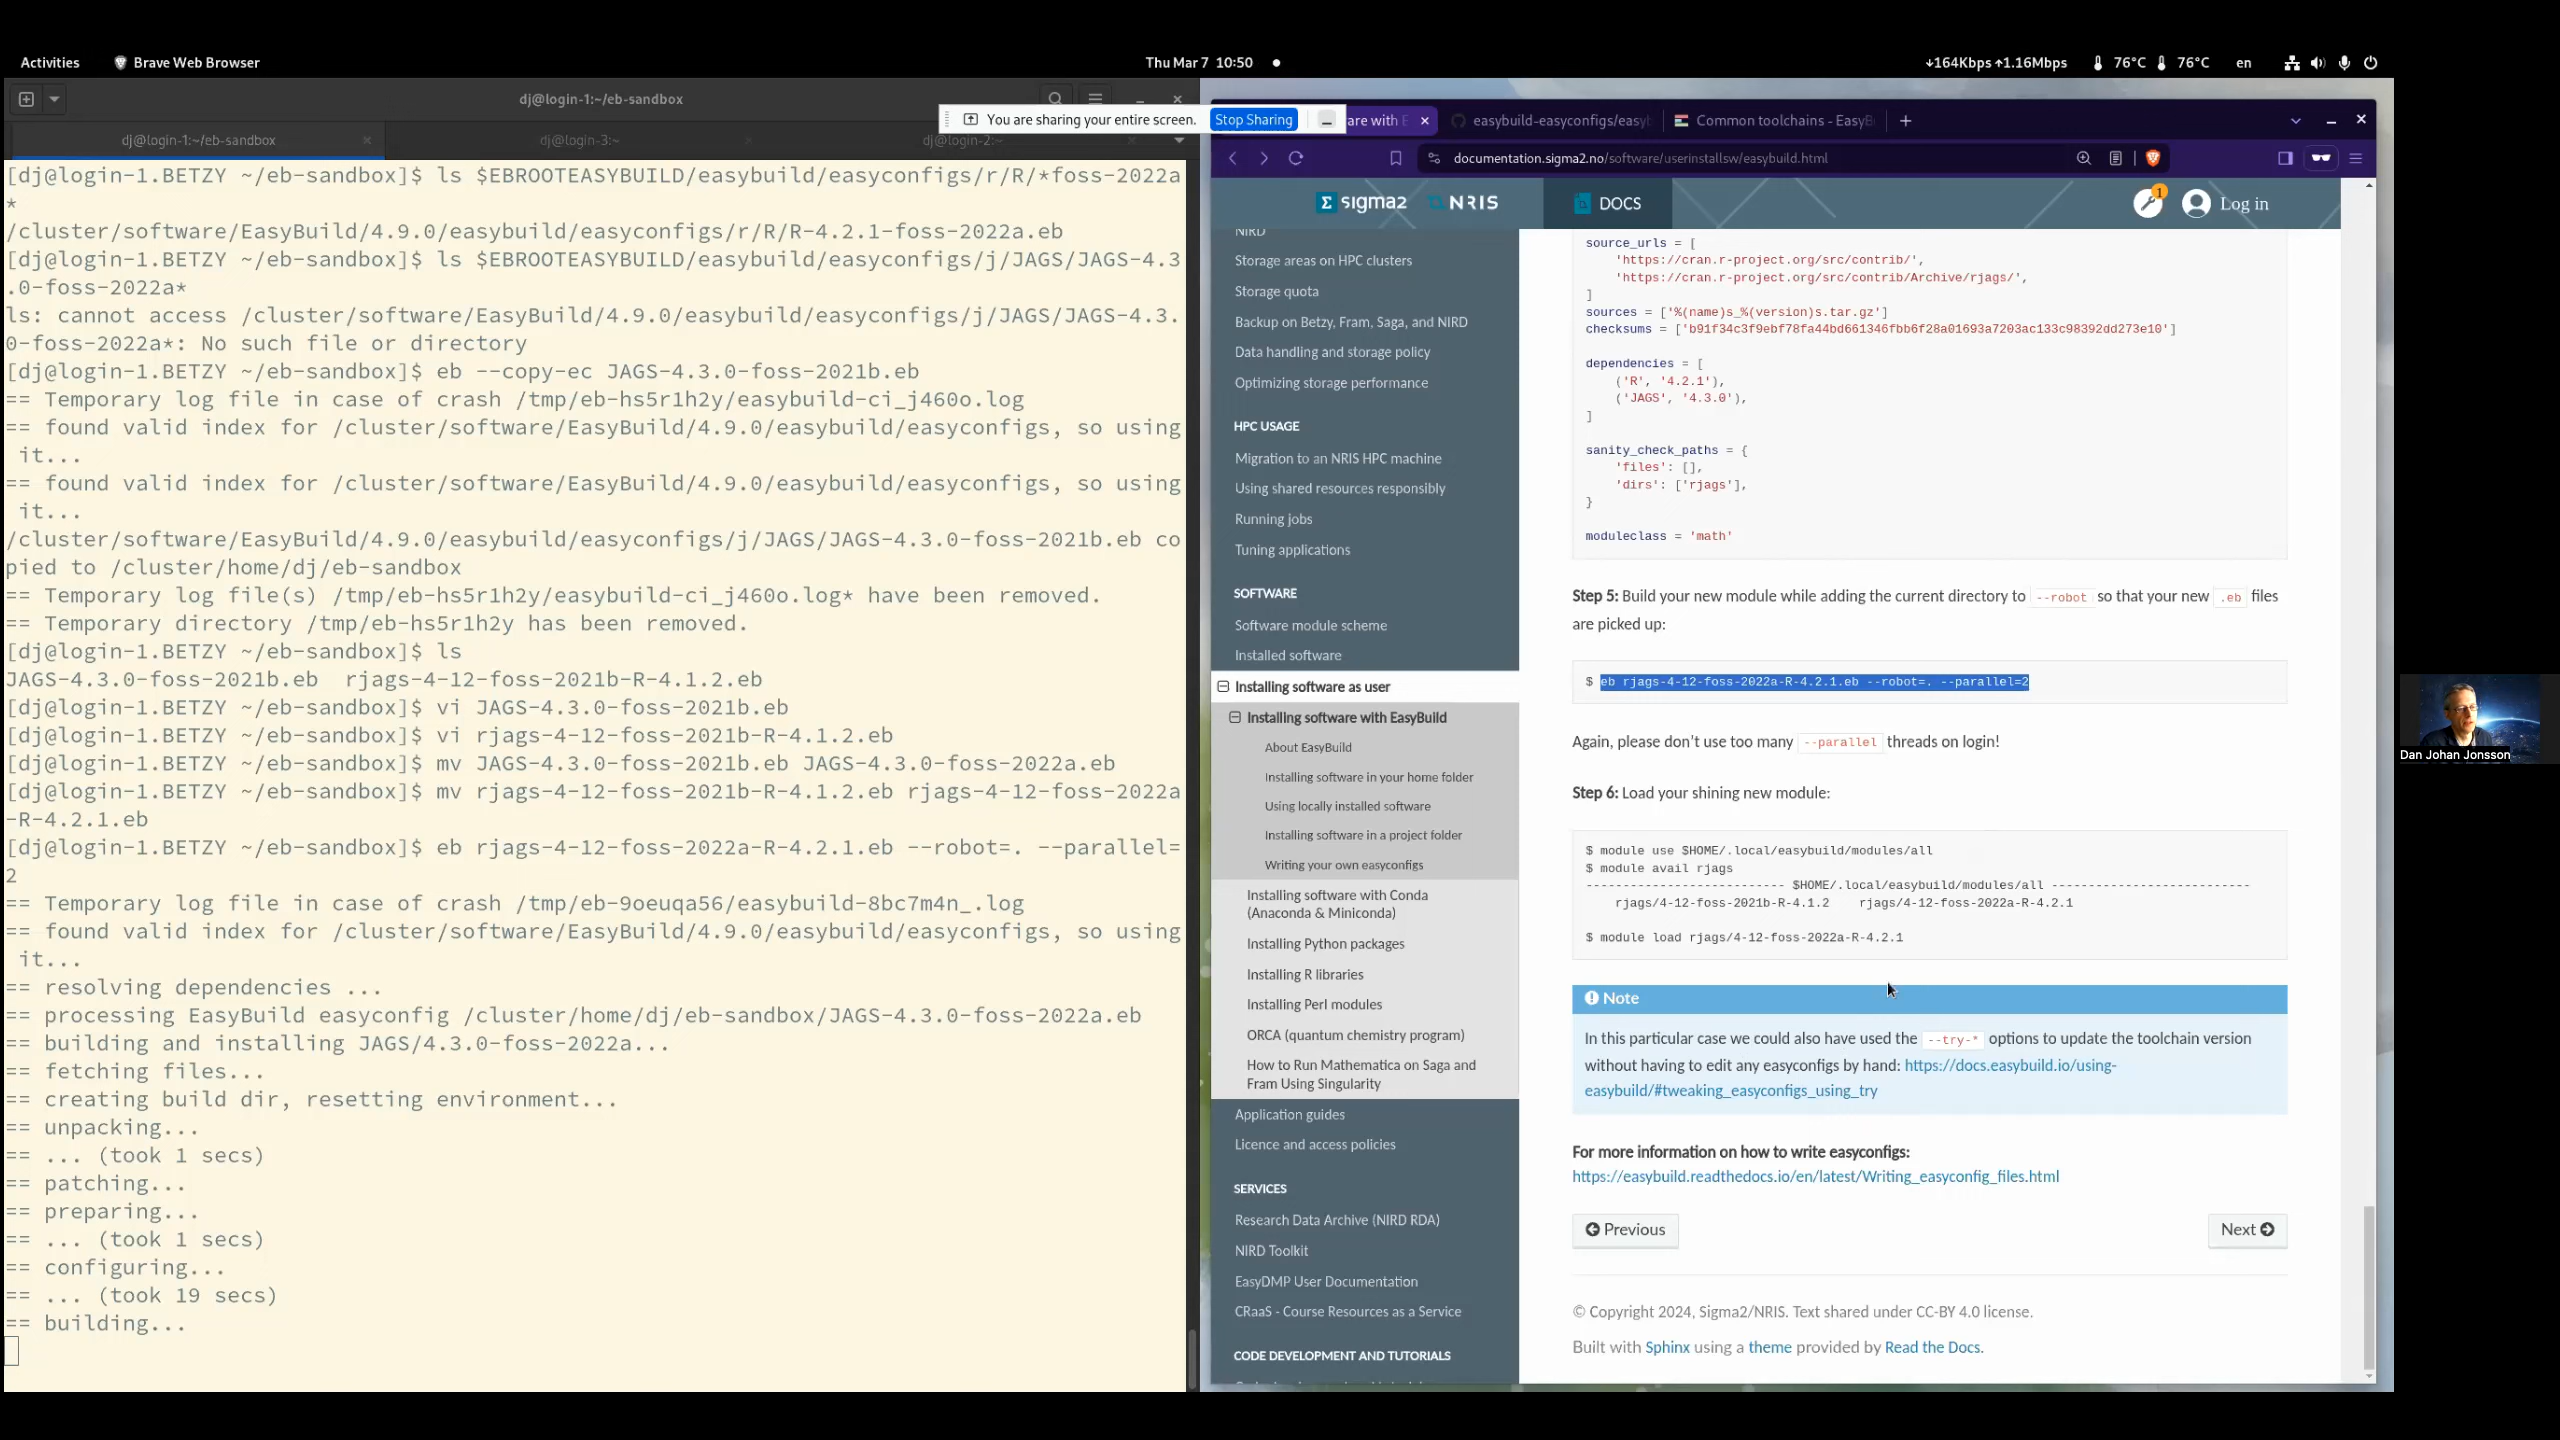 Activities
Brave Web Browser
Thu Mar 7 10:50
↓164Kbps ↑1.16Mbps
76°C
76°C
en
dj@login-1:~/eb-sandbox
dj@login-1:~/eb-sandbox
dj@login-3:~
dj@login-2:~
You are sharing your entire screen.
Stop Sharing
[dj@login-1.BETZY ~/eb-sandbox]$ ls $EBROOTEASYBUILD/easybuild/easyconfigs/r/R/*foss-2022a
*
/cluster/software/EasyBuild/4.9.0/easybuild/easyconfigs/r/R/R-4.2.1-foss-2022a.eb
[dj@login-1.BETZY ~/eb-sandbox]$ ls $EBROOTEASYBUILD/easybuild/easyconfigs/j/JAGS/JAGS-4.3
.0-foss-2022a*
ls: cannot access /cluster/software/EasyBuild/4.9.0/easybuild/easyconfigs/j/JAGS/JAGS-4.3.
0-foss-2022a*: No such file or directory
[dj@login-1.BETZY ~/eb-sandbox]$ eb --copy-ec JAGS-4.3.0-foss-2021b.eb
== Temporary log file in case of crash /tmp/eb-hs5r1h2y/easybuild-ci_j460o.log
== found valid index for /cluster/software/EasyBuild/4.9.0/easybuild/easyconfigs, so using
it...
== found valid index for /cluster/software/EasyBuild/4.9.0/easybuild/easyconfigs, so using
it...
/cluster/software/EasyBuild/4.9.0/easybuild/easyconfigs/j/JAGS/JAGS-4.3.0-foss-2021b.eb co
pied to /cluster/home/dj/eb-sandbox
== Temporary log file(s) /tmp/eb-hs5r1h2y/easybuild-ci_j460o.log* have been removed.
== Temporary directory /tmp/eb-hs5r1h2y has been removed.
[dj@login-1.BETZY ~/eb-sandbox]$ ls
JAGS-4.3.0-foss-2021b.eb  rjags-4-12-foss-2021b-R-4.1.2.eb
[dj@login-1.BETZY ~/eb-sandbox]$ vi JAGS-4.3.0-foss-2021b.eb
[dj@login-1.BETZY ~/eb-sandbox]$ vi rjags-4-12-foss-2021b-R-4.1.2.eb
[dj@login-1.BETZY ~/eb-sandbox]$ mv JAGS-4.3.0-foss-2021b.eb JAGS-4.3.0-foss-2022a.eb
[dj@login-1.BETZY ~/eb-sandbox]$ mv rjags-4-12-foss-2021b-R-4.1.2.eb rjags-4-12-foss-2022a
-R-4.2.1.eb
[dj@login-1.BETZY ~/eb-sandbox]$ eb rjags-4-12-foss-2022a-R-4.2.1.eb --robot=. --parallel=
2
== Temporary log file in case of crash /tmp/eb-9oeuqa56/easybuild-8bc7m4n_.log
== found valid index for /cluster/software/EasyBuild/4.9.0/easybuild/easyconfigs, so using
it...
== resolving dependencies ...
== processing EasyBuild easyconfig /cluster/home/dj/eb-sandbox/JAGS-4.3.0-foss-2022a.eb
== building and installing JAGS/4.3.0-foss-2022a...
== fetching files...
== creating build dir, resetting environment...
== unpacking...
== ... (took 1 secs)
== patching...
== preparing...
== ... (took 1 secs)
== configuring...
== ... (took 19 secs)
== building...
are with E
easybuild-easyconfigs/easyb
Common toolchains - EasyB
documentation.sigma2.no/software/userinstallsw/easybuild.html
Σ sigma2
NRIS
DOCS
1
Log in
NIRD
Storage areas on HPC clusters
Storage quota
Backup on Betzy, Fram, Saga, and NIRD
Data handling and storage policy
Optimizing storage performance
HPC USAGE
Migration to an NRIS HPC machine
Using shared resources responsibly
Running jobs
Tuning applications
SOFTWARE
Software module scheme
Installed software
Installing software as user
Installing software with EasyBuild
About EasyBuild
Installing software in your home folder
Using locally installed software
Installing software in a project folder
Writing your own easyconfigs
Installing software with Conda
(Anaconda & Miniconda)
Installing Python packages
Installing R libraries
Installing Perl modules
ORCA (quantum chemistry program)
How to Run Mathematica on Saga and
Fram Using Singularity
Application guides
Licence and access policies
SERVICES
Research Data Archive (NIRD RDA)
NIRD Toolkit
EasyDMP User Documentation
CRaaS - Course Resources as a Service
CODE DEVELOPMENT AND TUTORIALS
source_urls = [
'https://cran.r-project.org/src/contrib/',
'https://cran.r-project.org/src/contrib/Archive/rjags/',
]
sources = ['%(name)s_%(version)s.tar.gz']
checksums = ['b91f34c3f9ebf78fa44bd661346fbb6f28a01693a7203ac133c98392dd273e10']
dependencies = [
('R', '4.2.1'),
('JAGS', '4.3.0'),
]
sanity_check_paths = {
'files': [],
'dirs': ['rjags'],
}
moduleclass = 'math'
Step 5: Build your new module while adding the current directory to --robot so that your new .eb files
are picked up:
$ eb rjags-4-12-foss-2022a-R-4.2.1.eb --robot=. --parallel=2
Again, please don't use too many --parallel threads on login!
Step 6: Load your shining new module:
$ module use $HOME/.local/easybuild/modules/all
$ module avail rjags
--------------------------- $HOME/.local/easybuild/modules/all ---------------------------
rjags/4-12-foss-2021b-R-4.1.2    rjags/4-12-foss-2022a-R-4.2.1
$ module load rjags/4-12-foss-2022a-R-4.2.1
Note
In this particular case we could also have used the --try-* options to update the toolchain version
without having to edit any easyconfigs by hand: https://docs.easybuild.io/using-
easybuild/#tweaking_easyconfigs_using_try
For more information on how to write easyconfigs:
https://easybuild.readthedocs.io/en/latest/Writing_easyconfig_files.html
Previous
Next
© Copyright 2024, Sigma2/NRIS. Text shared under CC-BY 4.0 license.
Built with Sphinx using a theme provided by Read the Docs.
Dan Johan Jonsson